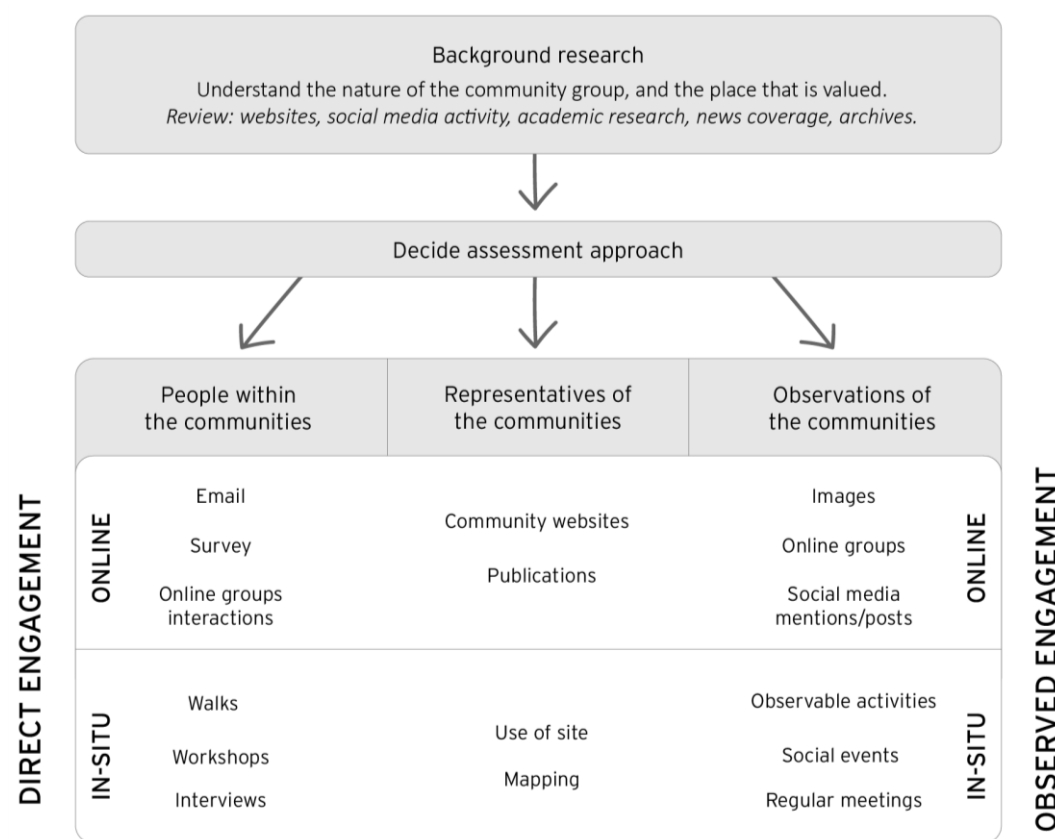 Background research
Understand the nature of the community group, and the place that is valued.
Review: websites, social media activity, academic research, news coverage, archives.
Decide assessment approach
People within
the communities
Representatives of
the communities
Observations of
the communities
DIRECT ENGAGEMENT
ONLINE
Email
Survey
Online groups
interactions
Community websites
Publications
Images
Online groups
Social media
mentions/posts
ONLINE
IN-SITU
Walks
Workshops
Interviews
Use of site
Mapping
Observable activities
Social events
Regular meetings
IN-SITU
OBSERVED ENGAGEMENT